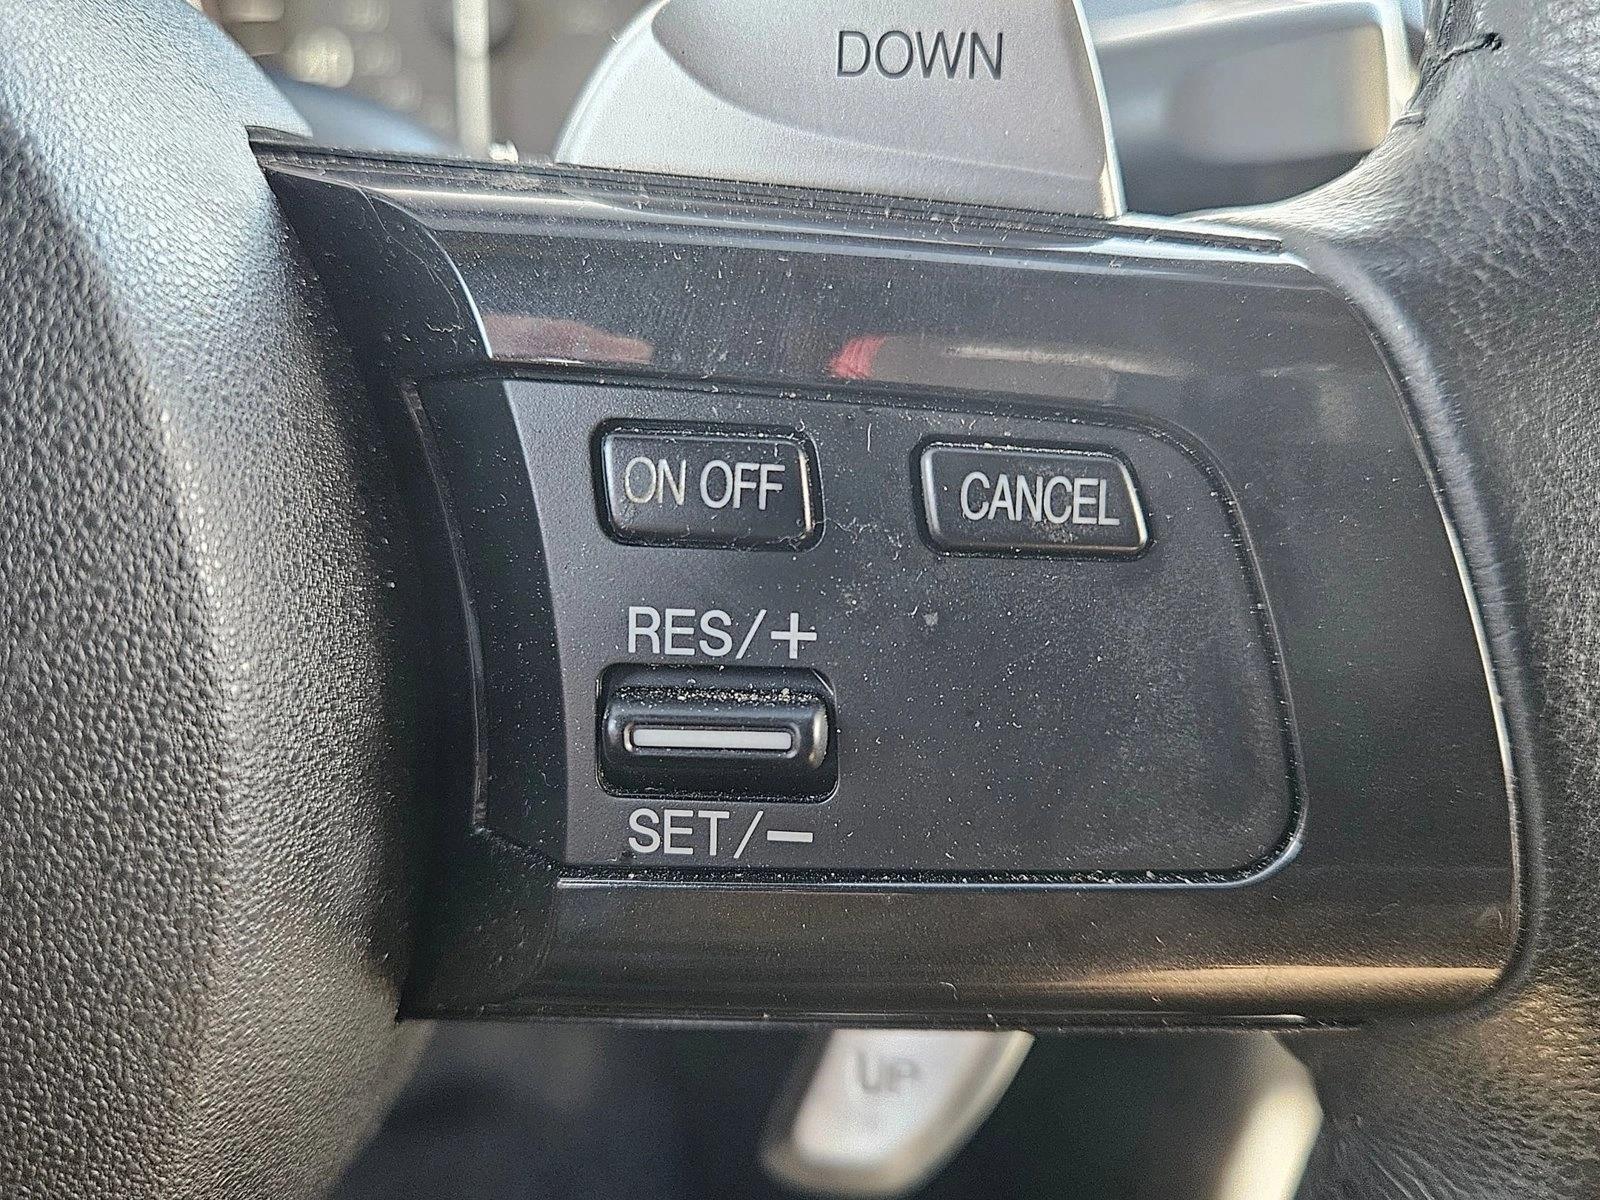 DOWN
ON OFF
CANCEL
RES/+
SET/−
UP